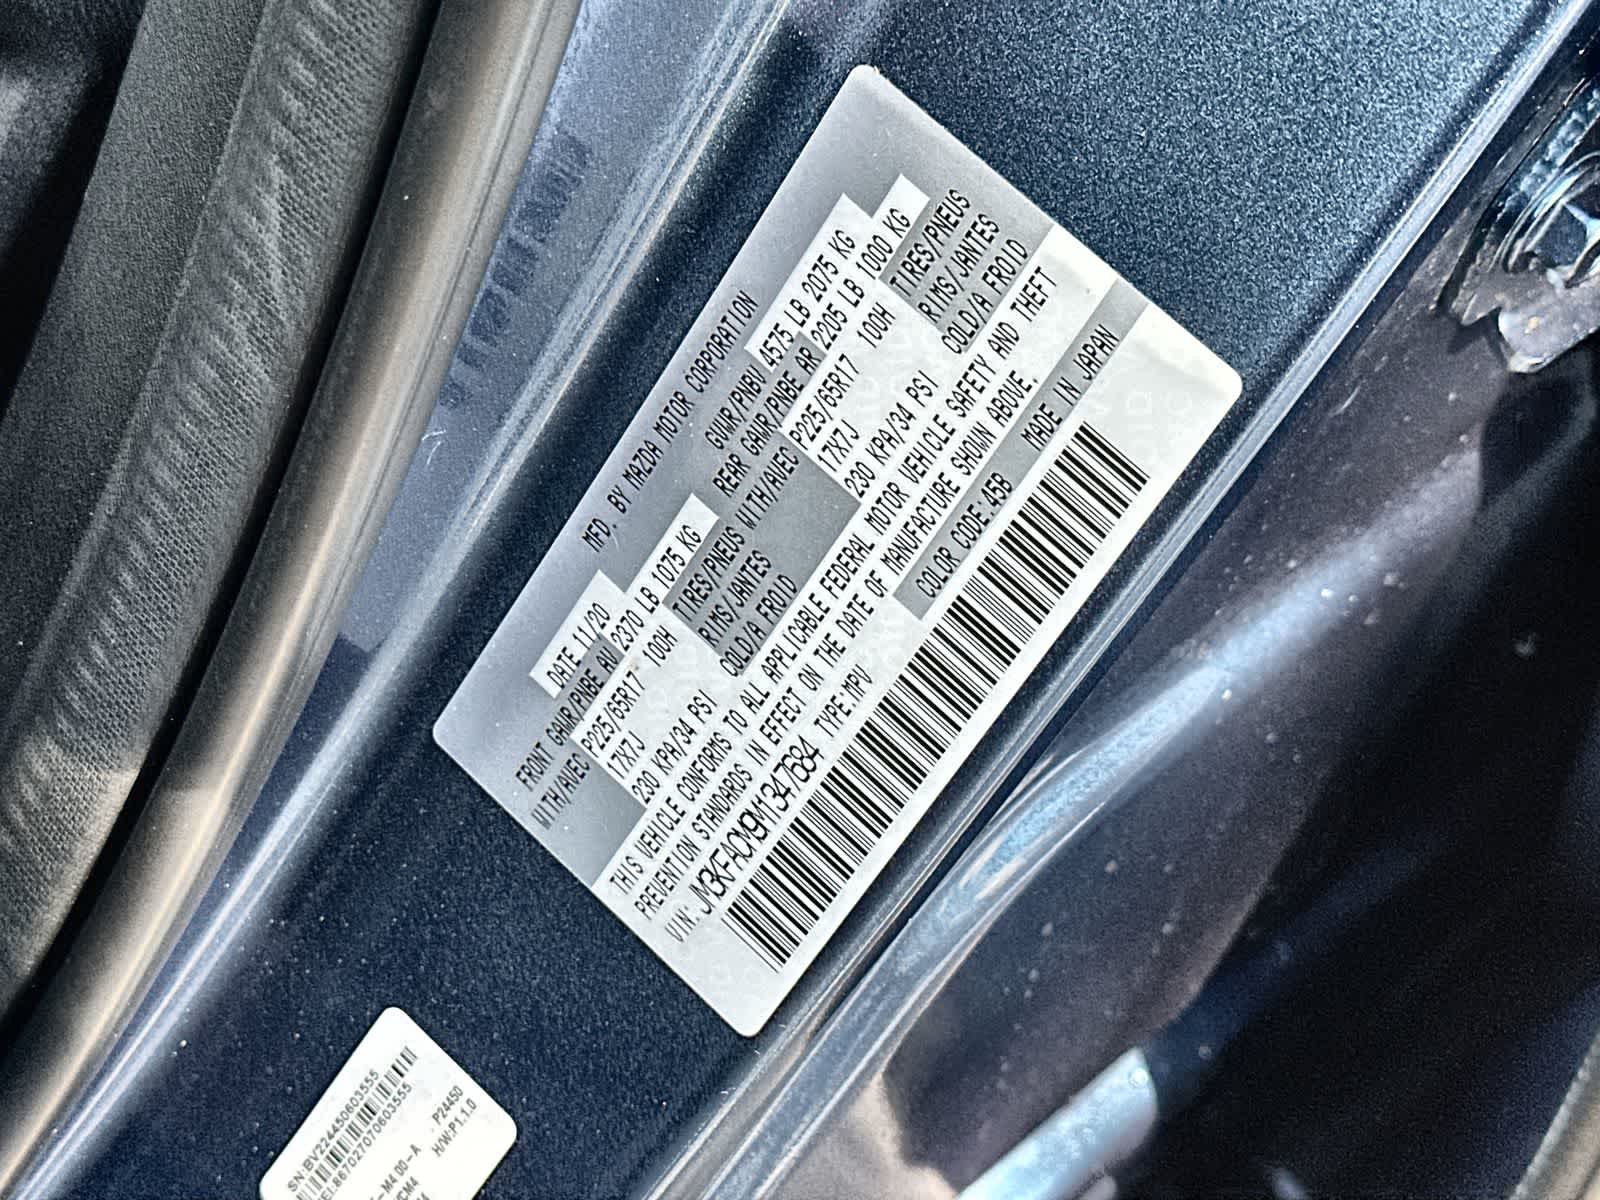 MFD. BY MAZDA MOTOR CORPORATION
DATE.11/20 GVWR/PNBV 4575 LB 2075 KG
FRONT GAWR/PNBE AV 2370 LB 1075 KG REAR GAWR/PNBE AR 2205 LB 1000 KG
WITH/AVEC P225/65R17 100H TIRES/PNEUS WITH/AVEC P225/65R17 100H TIRES/PNEUS
17X7J RIMS/JANTES 17X7J RIMS/JANTES
230 KPA/34 PSI COLD/A FROID 230 KPA/34 PSI COLD/A FROID
THIS VEHICLE CONFORMS TO ALL APPLICABLE FEDERAL MOTOR VEHICLE SAFETY AND THEFT
PREVENTION STANDARDS IN EFFECT ON THE DATE OF MANUFACTURE SHOWN ABOVE.
VIN: JM3KFACM9M1347684 TYPE:MPV COLOR CODE:45B MADE IN JAPAN
SN:BV224450603555
EI:867027070603555
-M4 00-A P24450
H/W:P1.1.0